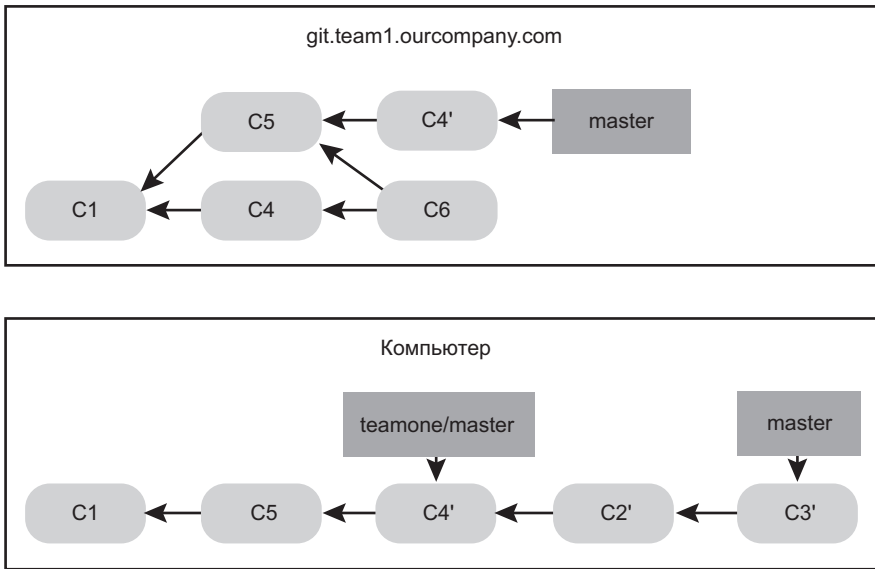 git.team1.ourcompany.com
C5
C4'
master
C1
C4
C6
Компьютер
teamone/master
master
C1
C5
C4'
C2'
C3'